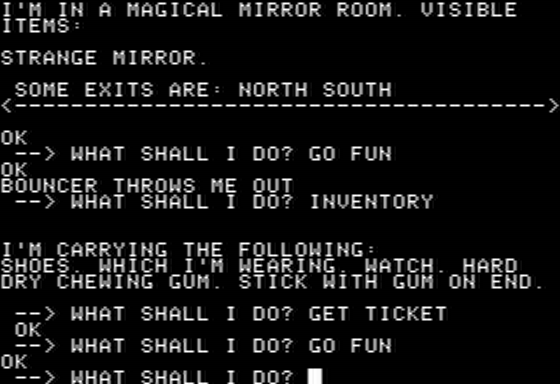 I'M IN A MAGICAL MIRROR ROOM. VISIBLE
ITEMS:
STRANGE MIRROR.
SOME EXITS ARE: NORTH SOUTH
<--------------------------------------->
OK
--> WHAT SHALL I DO? GO FUN
OK
BOUNCER THROWS ME OUT
--> WHAT SHALL I DO? INVENTORY
I'M CARRYING THE FOLLOWING:
SHOES. WHICH I'M WEARING. WATCH. HARD
DRY CHEWING GUM. STICK WITH GUM ON END.
--> WHAT SHALL I DO? GET TICKET
OK
--> WHAT SHALL I DO? GO FUN
OK
--> WHAT SHALL I DO?